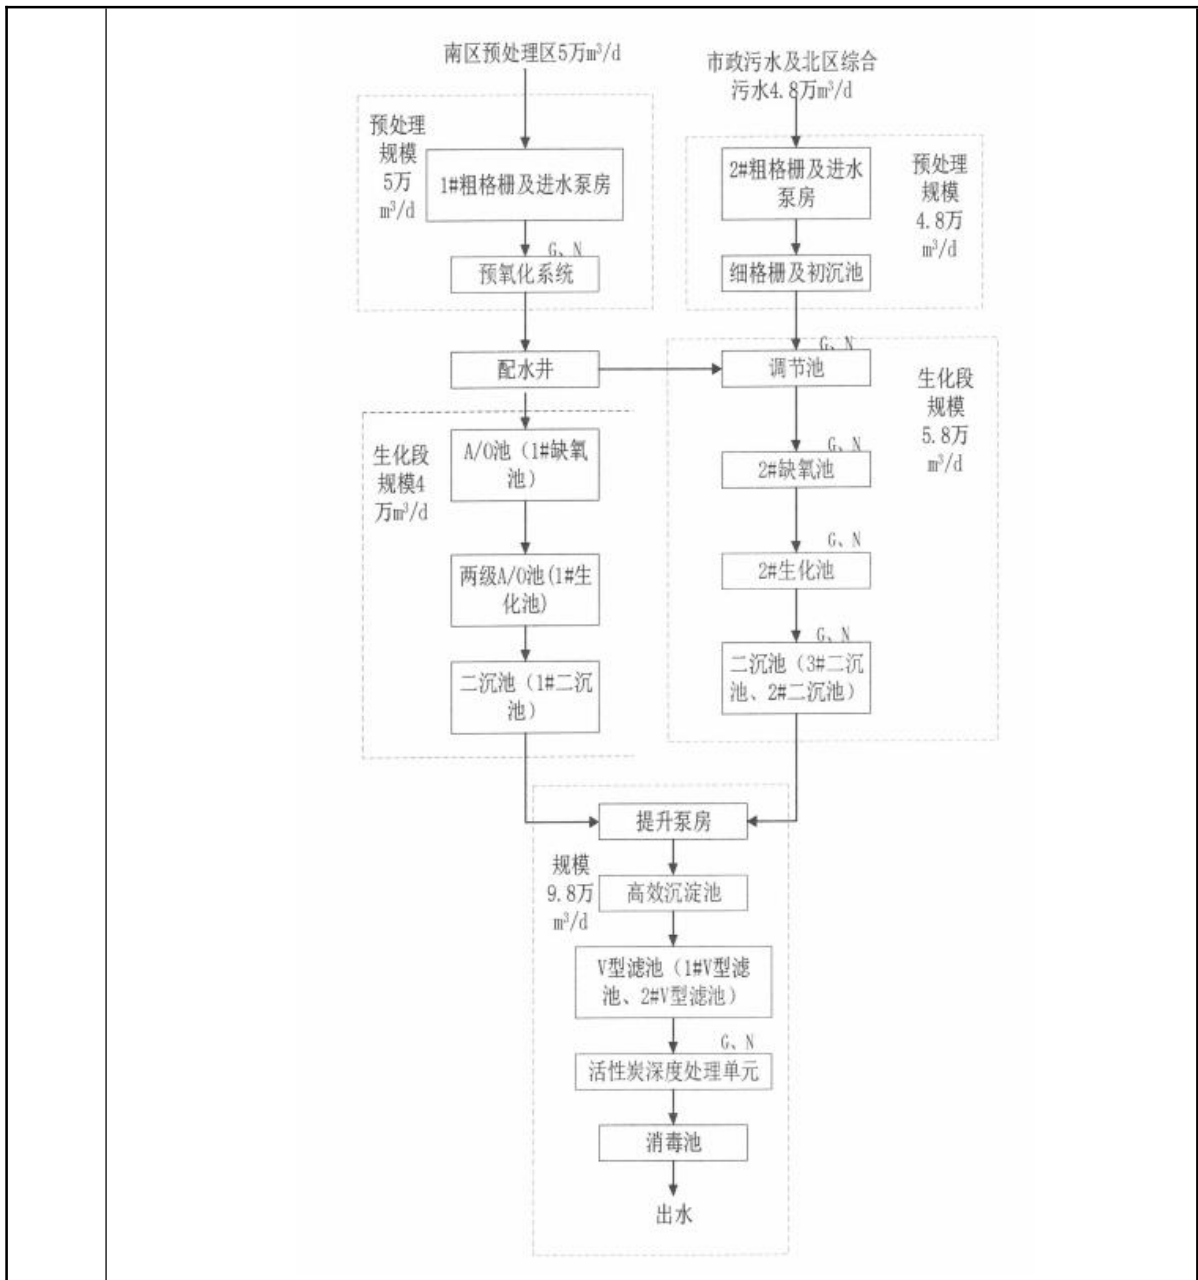 南区预处理区5万m³/d
市政污水及北区综合
污水4.8万m³/d
预处理
规模
5万
m³/d
1#粗格栅及进水泵房
G、N
预氧化系统
2#粗格栅及进水
泵房
预处理
规模
4.8万
m³/d
细格栅及初沉池
配水井
G、N
调节池
生化段
规模
5.8万
m³/d
生化段
规模4
万m³/d
A/O池（1#缺氧
池）
G、N
2#缺氧池
两级A/O池(1#生
化池)
G、N
2#生化池
二沉池（1#二沉
池）
G、N
二沉池（3#二沉
池、2#二沉池）
提升泵房
规模
9.8万
m³/d
高效沉淀池
V型滤池（1#V型滤
池、2#V型滤池）
G、N
活性炭深度处理单元
消毒池
出水